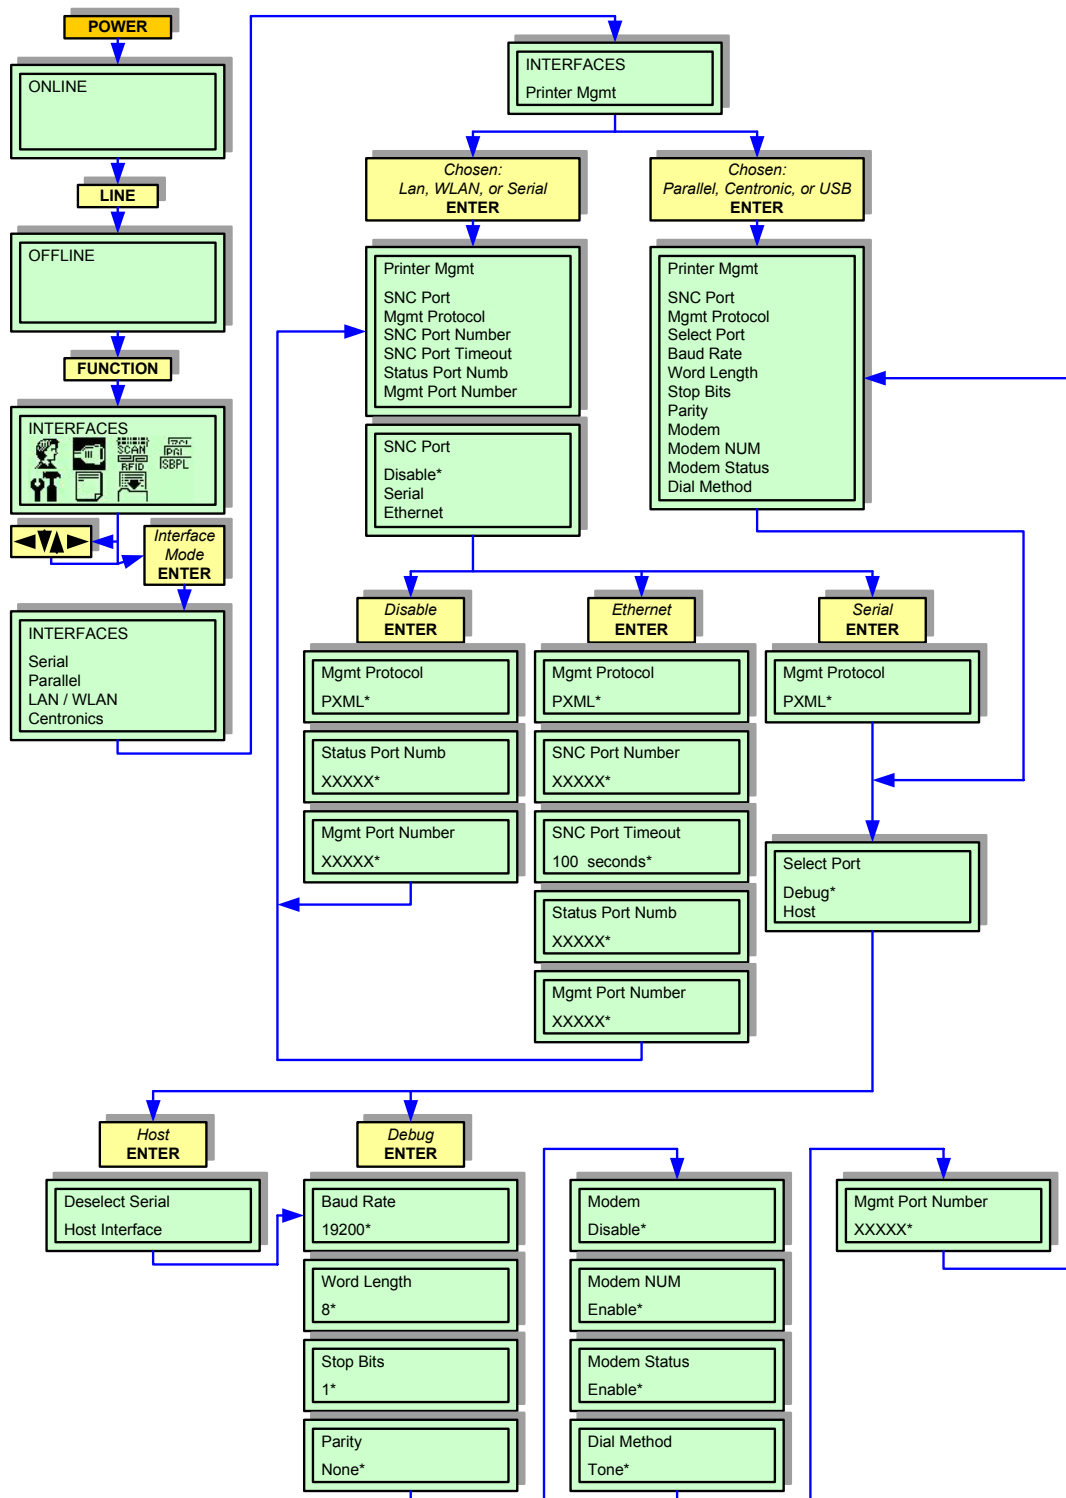 POWER
ONLINE
LINE
OFFLINE
FUNCTION
INTERFACES
SCAN
RFID
PGL
SBPL
Interface
Mode
ENTER
INTERFACES
Serial
Parallel
LAN / WLAN
Centronics
INTERFACES
Printer Mgmt
Chosen:
Lan, WLAN, or Serial
ENTER
Chosen:
Parallel, Centronic, or USB
ENTER
Printer Mgmt
SNC Port
Mgmt Protocol
SNC Port Number
SNC Port Timeout
Status Port Numb
Mgmt Port Number
Printer Mgmt
SNC Port
Mgmt Protocol
Select Port
Baud Rate
Word Length
Stop Bits
Parity
Modem
Modem NUM
Modem Status
Dial Method
SNC Port
Disable*
Serial
Ethernet
Disable
ENTER
Ethernet
ENTER
Serial
ENTER
Mgmt Protocol
PXML*
Status Port Numb
XXXXX*
Mgmt Port Number
XXXXX*
Mgmt Protocol
PXML*
SNC Port Number
XXXXX*
SNC Port Timeout
100 seconds*
Status Port Numb
XXXXX*
Mgmt Port Number
XXXXX*
Mgmt Protocol
PXML*
Select Port
Debug*
Host
Host
ENTER
Debug
ENTER
Deselect Serial
Host Interface
Baud Rate
19200*
Word Length
8*
Stop Bits
1*
Parity
None*
Modem
Disable*
Modem NUM
Enable*
Modem Status
Enable*
Dial Method
Tone*
Mgmt Port Number
XXXXX*